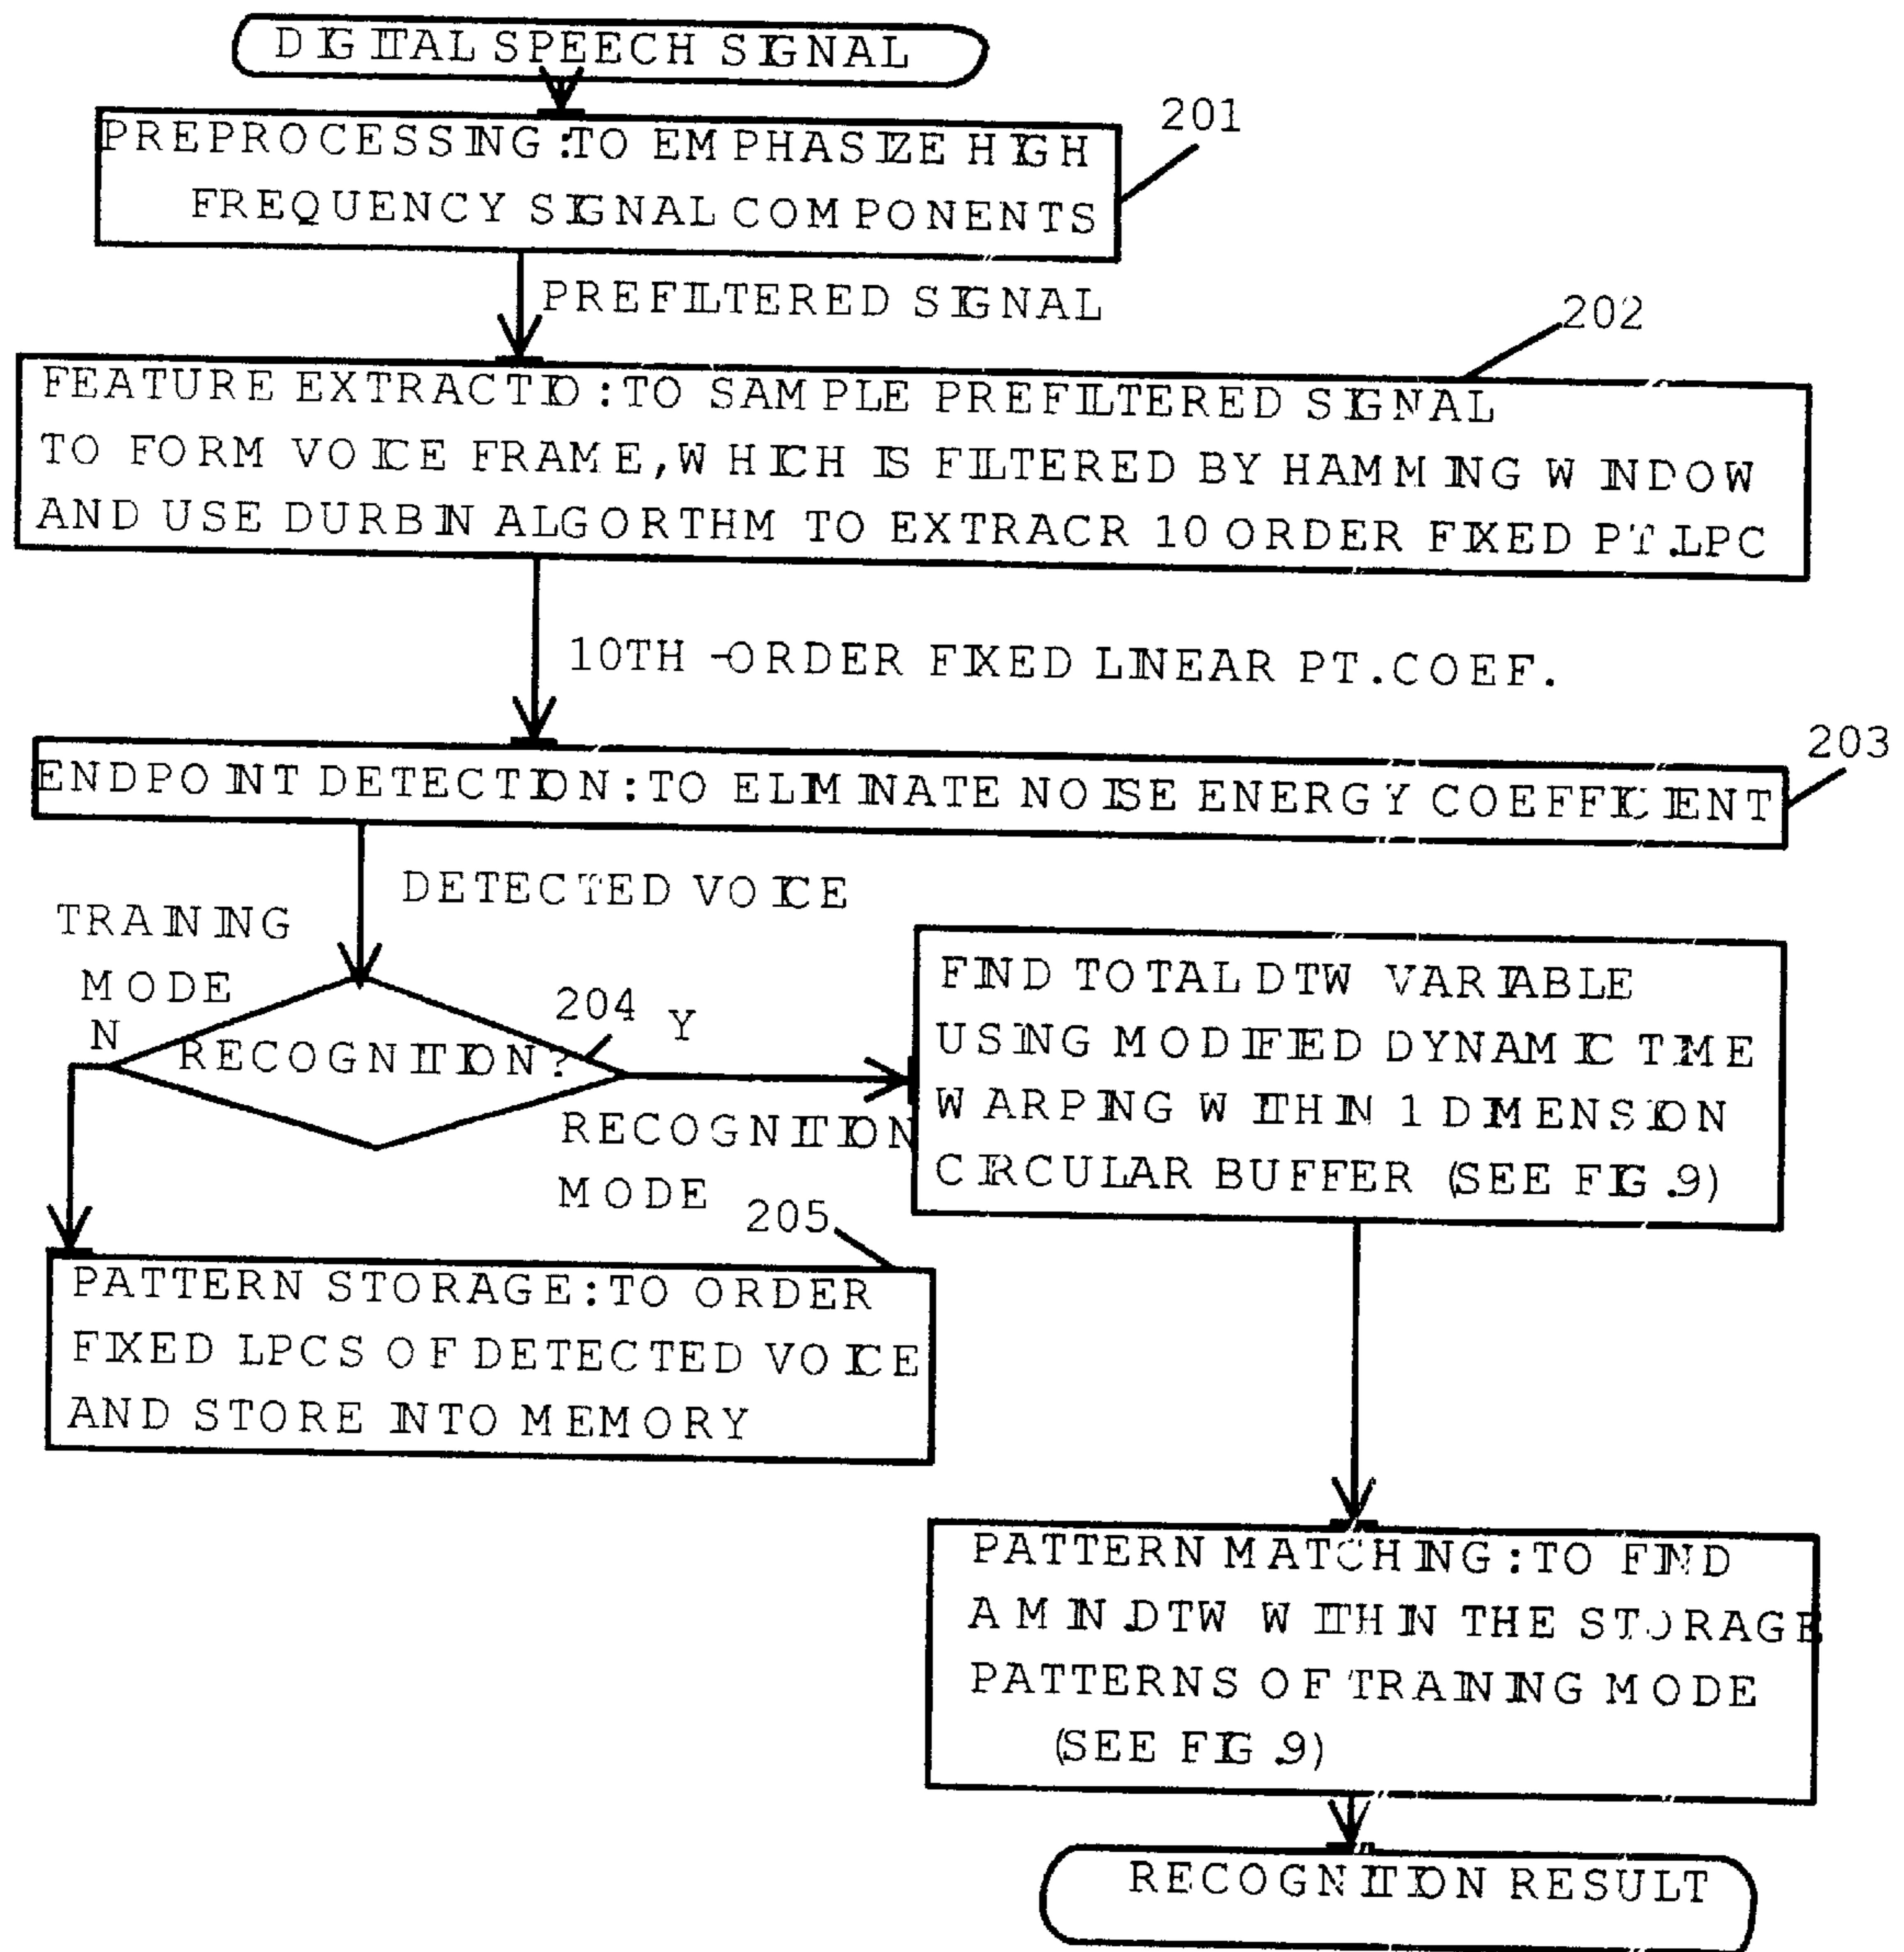 DIGITAL SPEECH SIGNAL
PREPROCESSING:TO EMPHASIZE HIGH
FREQUENCY SIGNAL COMPONENTS
201
PREFILTERED SIGNAL
202
FEATURE EXTRACTIO:TO SAMPLE PREFILTERED SIGNAL
TO FORM VOICE FRAME,WHICH IS FILTERED BY HAMMING WINDOW
AND USE DURBIN ALGORTHM TO EXTRACR 10 ORDER FIXED PT.LPC
10TH-ORDER FIXED LINEAR PT.COEF.
203
ENDPOINT DETECTION:TO ELIMINATE NOISE ENERGY COEFFICIENT
DETECTED VOICE
TRAINING
MODE
N
RECOGNITION?
204
Y
RECOGNITION
MODE
FIND TOTAL DTW VARIABLE
USING MODIFIED DYNAMIC TIME
WARPING WITHIN 1 DIMENSION
CIRCULAR BUFFER (SEE FIG.9)
205
PATTERN STORAGE:TO ORDER
FIXED LPCS OF DETECTED VOICE
AND STORE INTO MEMORY
PATTERN MATCHING:TO FIND
A MIN.DTW WITHIN THE STORAGE
PATTERNS OF TRAINING MODE
(SEE FIG.9)
RECOGNITION RESULT